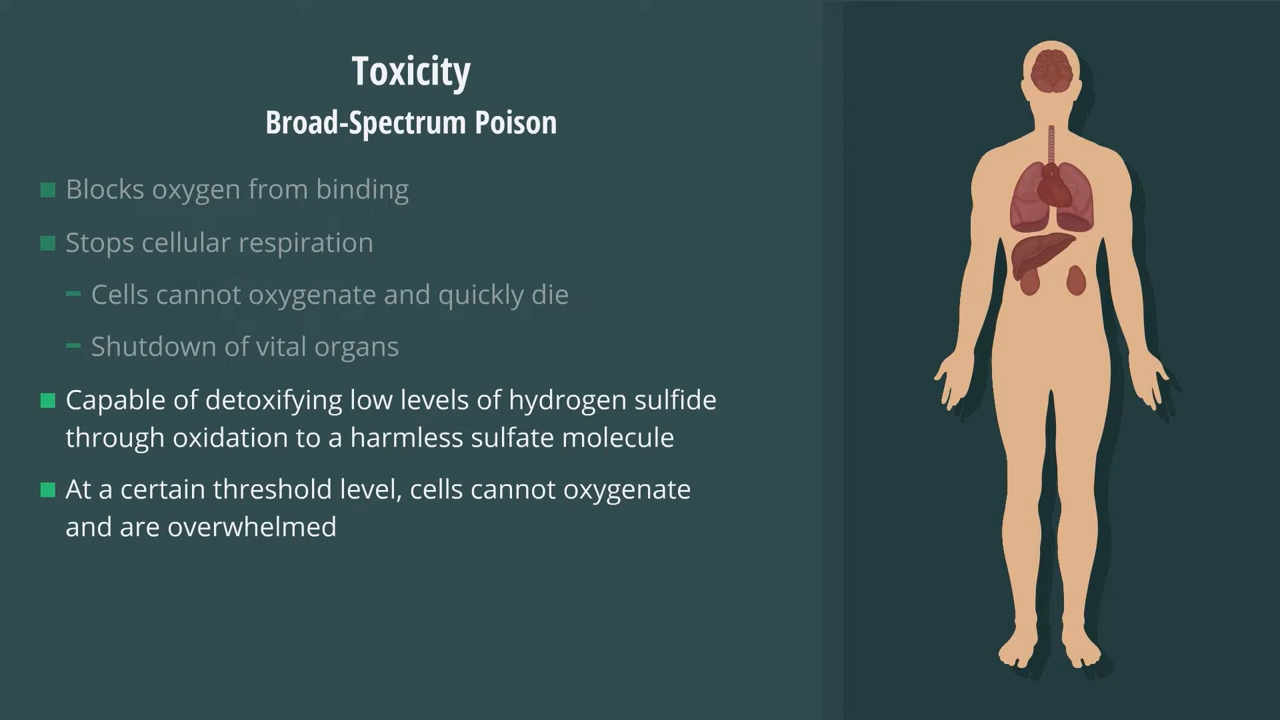 Toxicity
Broad-Spectrum Poison
Blocks oxygen from binding
Stops cellular respiration
Cells cannot oxygenate and quickly die
Shutdown of vital organs
Capable of detoxifying low levels of hydrogen sulfide
through oxidation to a harmless sulfate molecule
At a certain threshold level, cells cannot oxygenate
and are overwhelmed